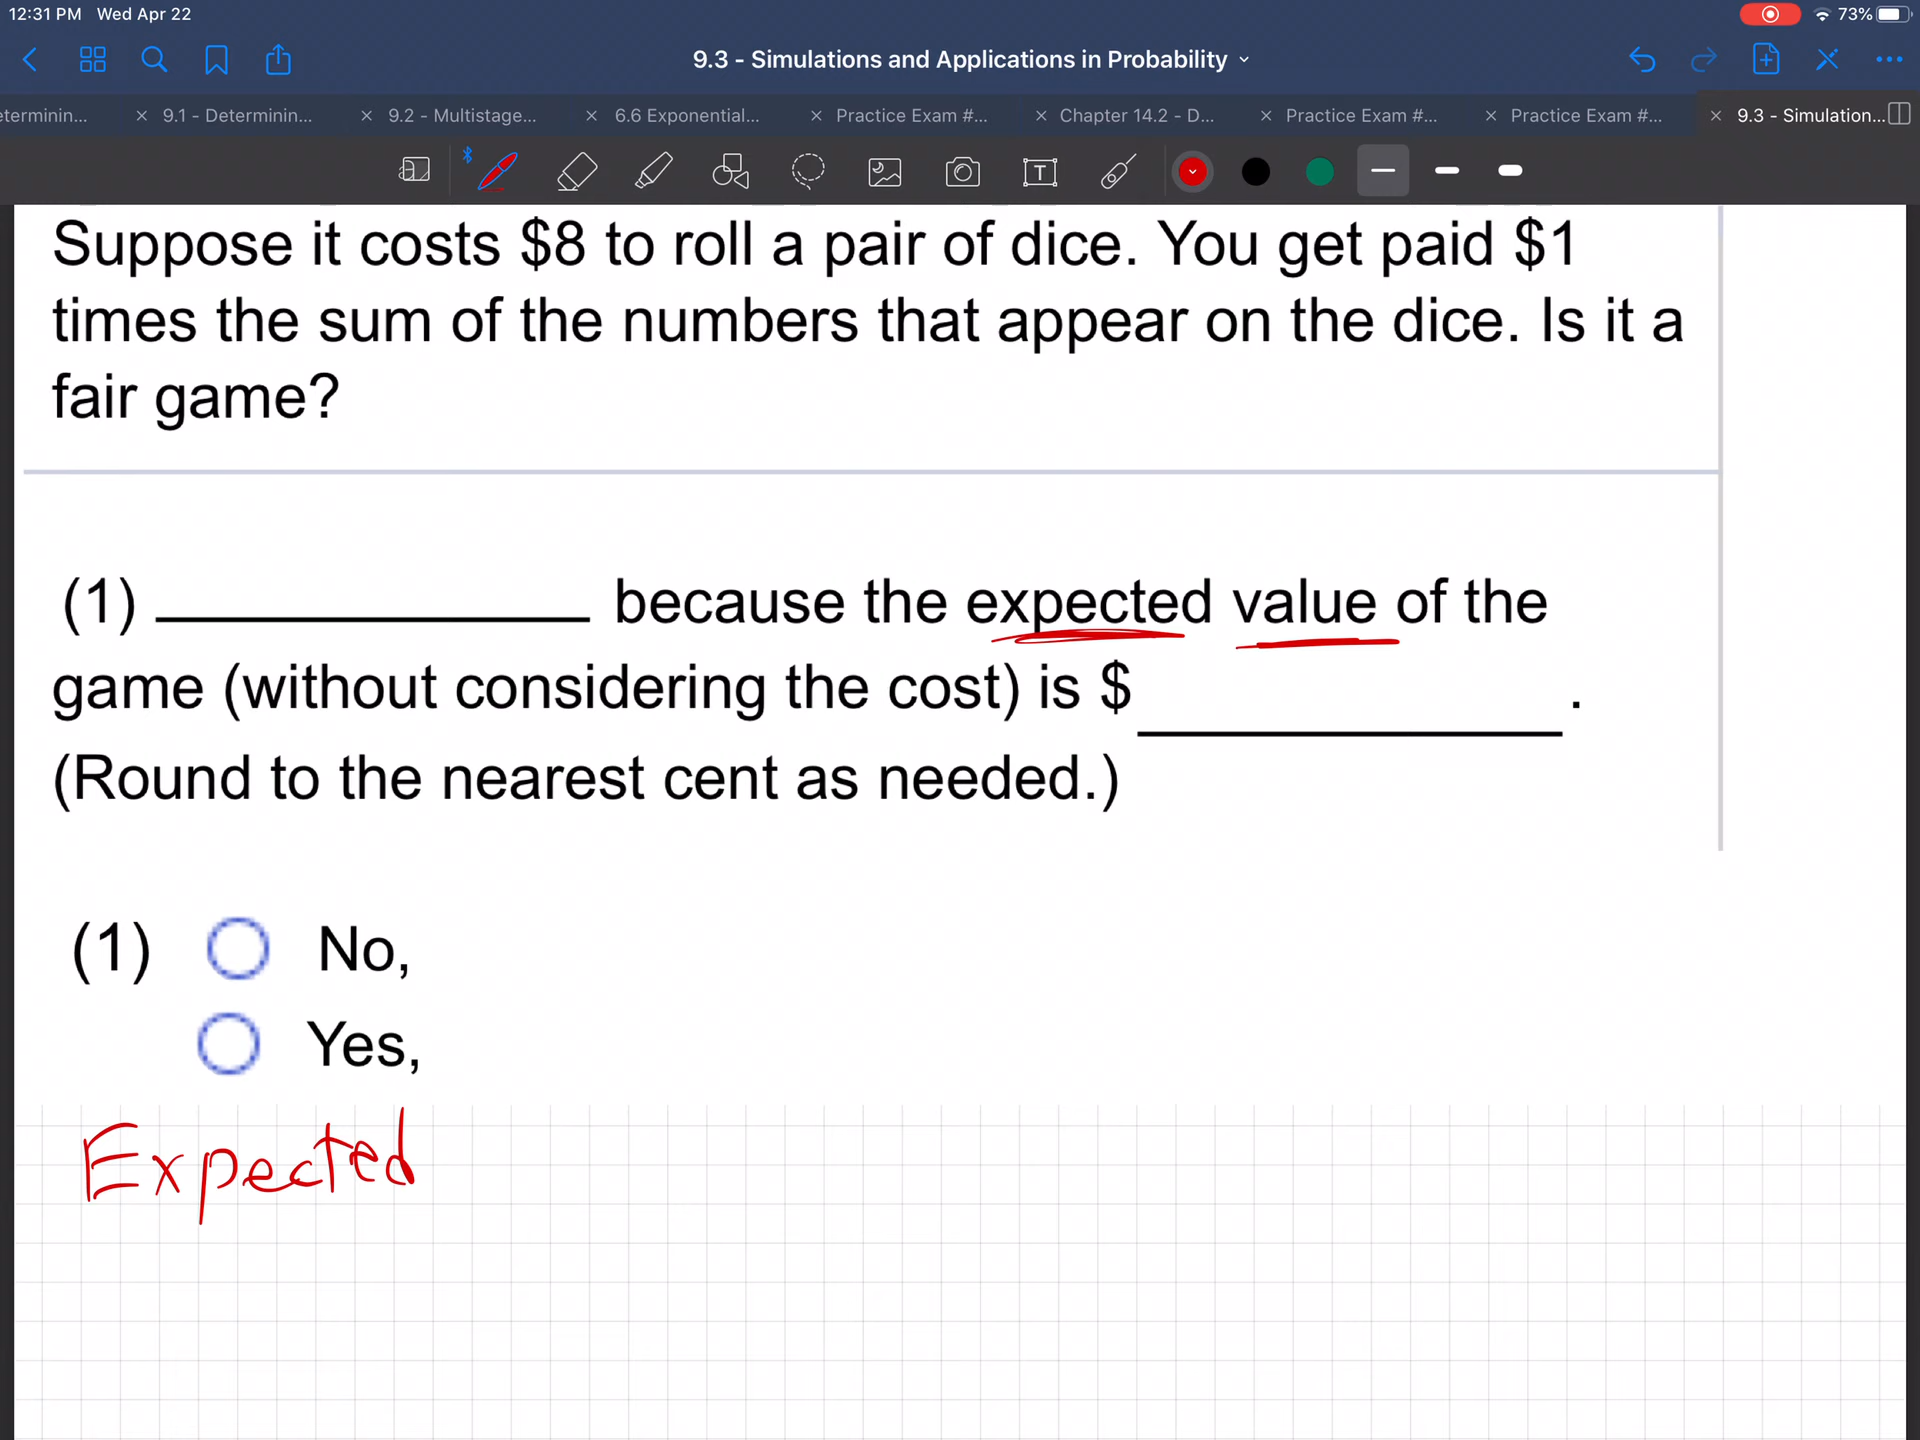 12:31 PM Wed Apr 22
73%
9.3 - Simulations and Applications in Probability
eterminin...
× 9.1 - Determinin...
× 9.2 - Multistage...
× 6.6 Exponential...
× Practice Exam #...
× Chapter 14.2 - D...
× Practice Exam #...
× Practice Exam #...
× 9.3 - Simulation...
T
Suppose it costs $8 to roll a pair of dice. You get paid $1
times the sum of the numbers that appear on the dice. Is it a
fair game?
(1) ____________ because the expected value of the
game (without considering the cost) is $ ____________.
(Round to the nearest cent as needed.)
(1) No,
Yes,
Expected